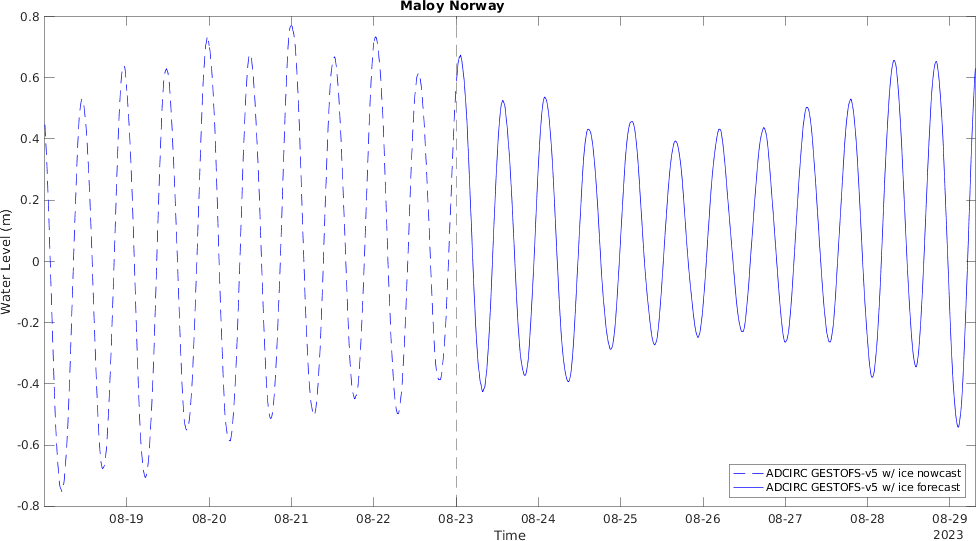 Maloy Norway
Water Level (m)
0.8
0.6
0.4
0.2
0
-0.2
-0.4
-0.6
-0.8
08-19 08-20 08-21 08-22 08-23 08-24 08-25 08-26 08-27 08-28 08-29
2023
Time
ADCIRC GESTOFS-v5 w/ ice nowcast
ADCIRC GESTOFS-v5 w/ ice forecast